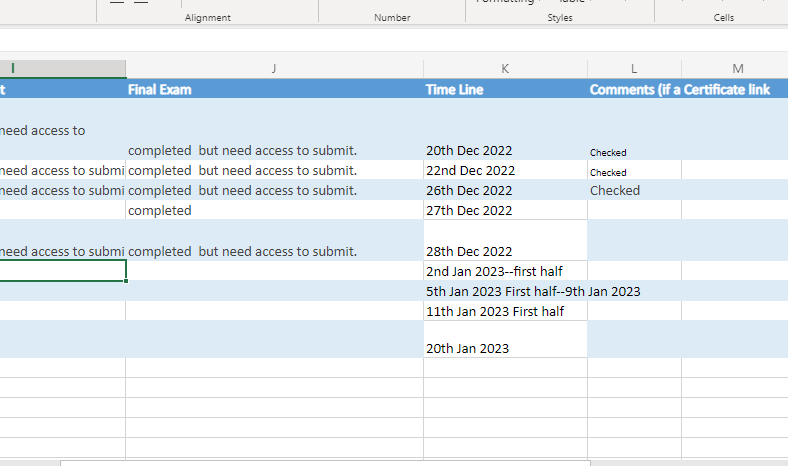 Alignment Number Styles Cells
I J K L M
t Final Exam Time Line Comments (if a Certificate link
need access to
completed  but need access to submit. 20th Dec 2022 Checked
need access to submi completed  but need access to submit. 22nd Dec 2022 Checked
need access to submi completed  but need access to submit. 26th Dec 2022 Checked
completed 27th Dec 2022
need access to submi completed  but need access to submit. 28th Dec 2022
2nd Jan 2023--first half
5th Jan 2023 First half--9th Jan 2023
11th Jan 2023 First half
20th Jan 2023